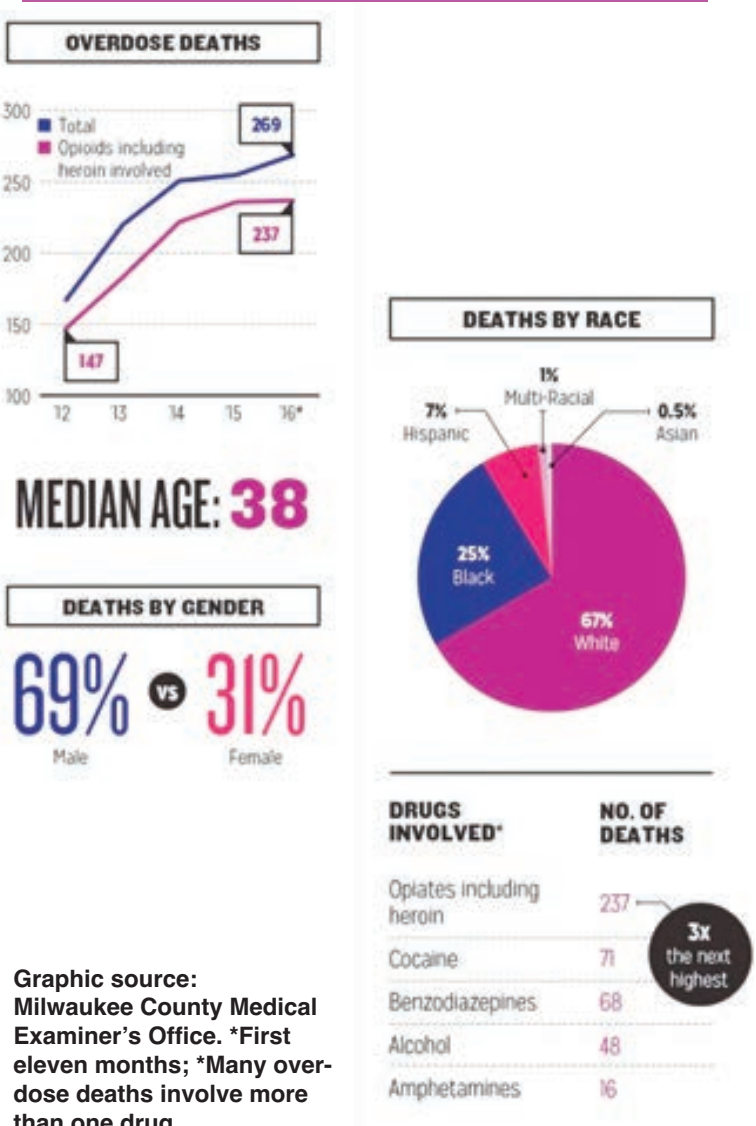 OVERDOSE DEATHS
300
Total
269
Opioids including
heroin involved
250
237
200
150
147
100
'12 '13 '14 '15 '16*
MEDIAN AGE: 38
DEATHS BY GENDER
69% VS 31%
Male Female
Graphic source:
Milwaukee County Medical
Examiner’s Office. *First
eleven months; *Many over-
dose deaths involve more
than one drug
DEATHS BY RACE
1%
Multi-Racial
7%
Hispanic
0.5%
Asian
25%
Black
67%
White
DRUGS NO. OF
INVOLVED* DEATHS
Opiates including
heroin 237
3x
the next
highest
Cocaine 71
Benzodiazepines 68
Alcohol 48
Amphetamines 16